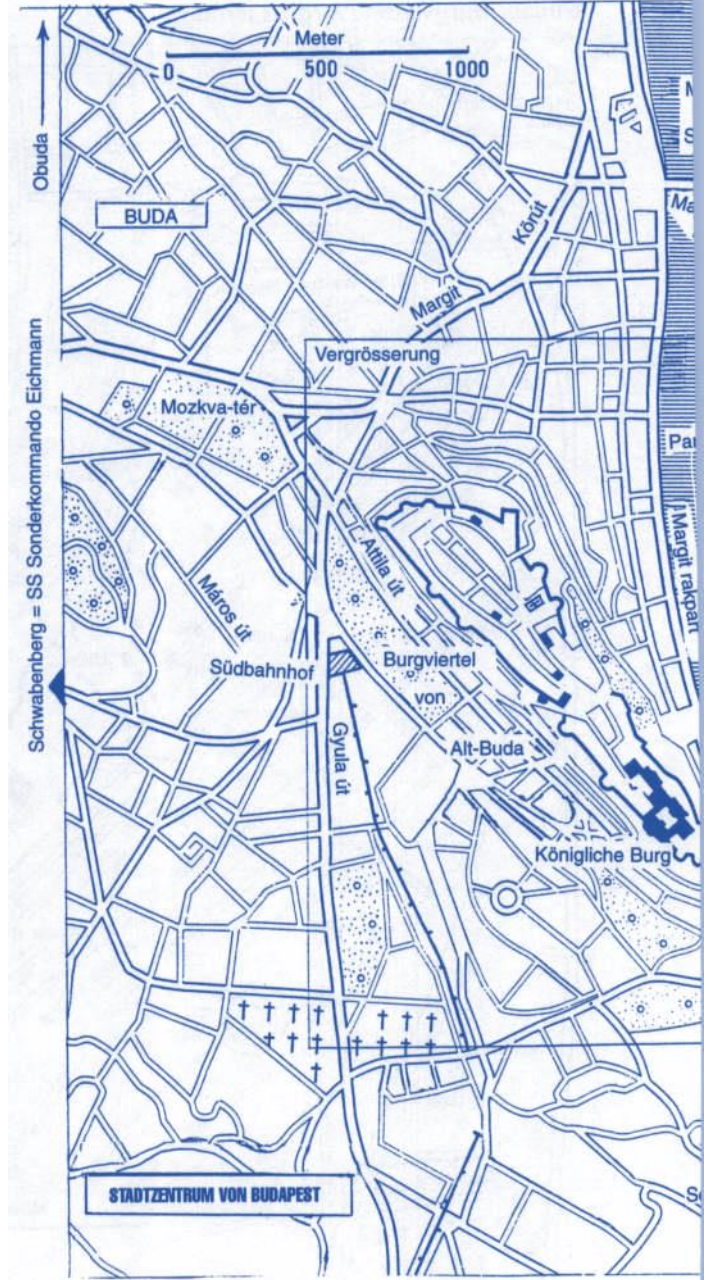 Meter
0 500 1000
Obuda
BUDA
Körut
Ma
Margit
Vergrösserung
Mozkva-tér
Schwabenberg = SS Sonderkommando Eichmann
Attila út
Margit rakpart
Máros út
Südbahnhof
Burgviertel
von
Alt-Buda
Gyula út
Königliche Burg
STADTZENTRUM VON BUDAPEST